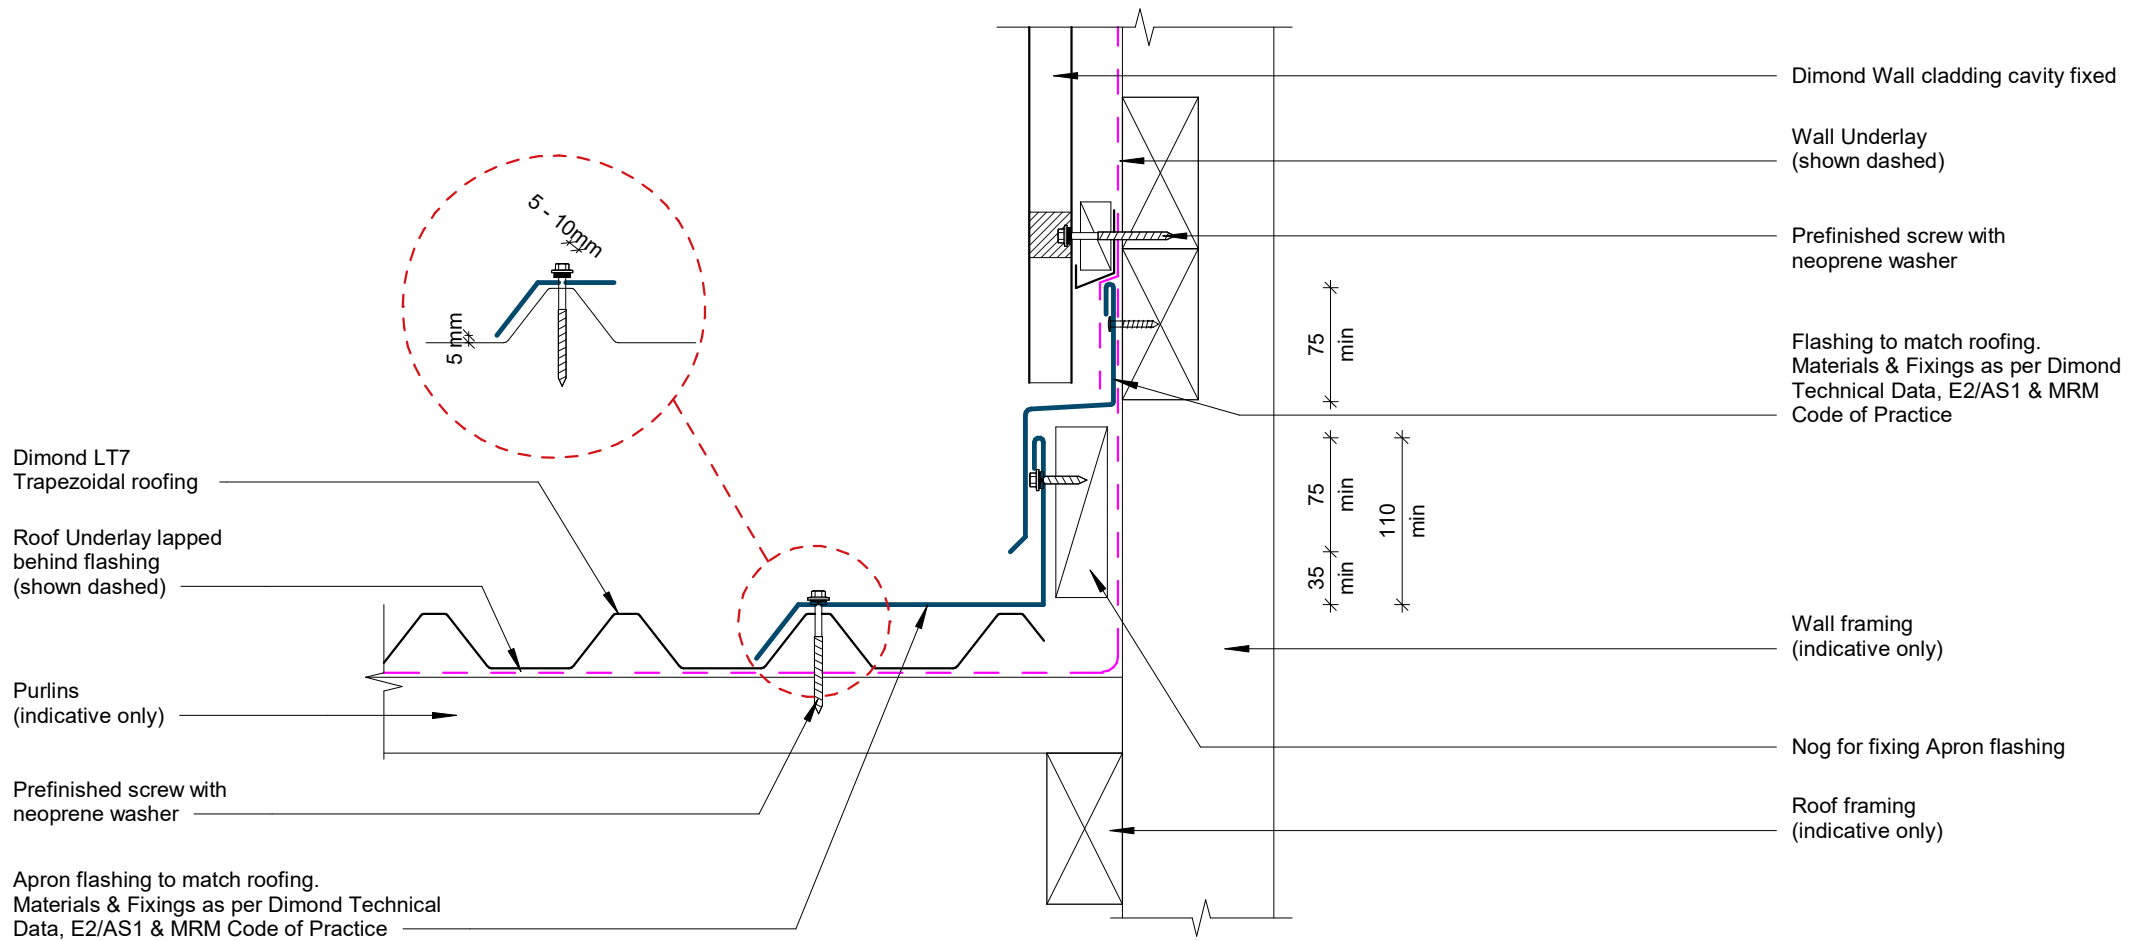 Dimond Wall cladding cavity fixed
Wall Underlay
(shown dashed)
Prefinished screw with
neoprene washer
Flashing to match roofing.
Materials & Fixings as per Dimond
Technical Data, E2/AS1 & MRM
Code of Practice
5 - 10mm
5 mm
75
min
75
min
110
min
35
min
Dimond LT7
Trapezoidal roofing
Roof Underlay lapped
behind flashing
(shown dashed)
Purlins
(indicative only)
Prefinished screw with
neoprene washer
Apron flashing to match roofing.
Materials & Fixings as per Dimond Technical
Data, E2/AS1 & MRM Code of Practice
Wall framing
(indicative only)
Nog for fixing Apron flashing
Roof framing
(indicative only)